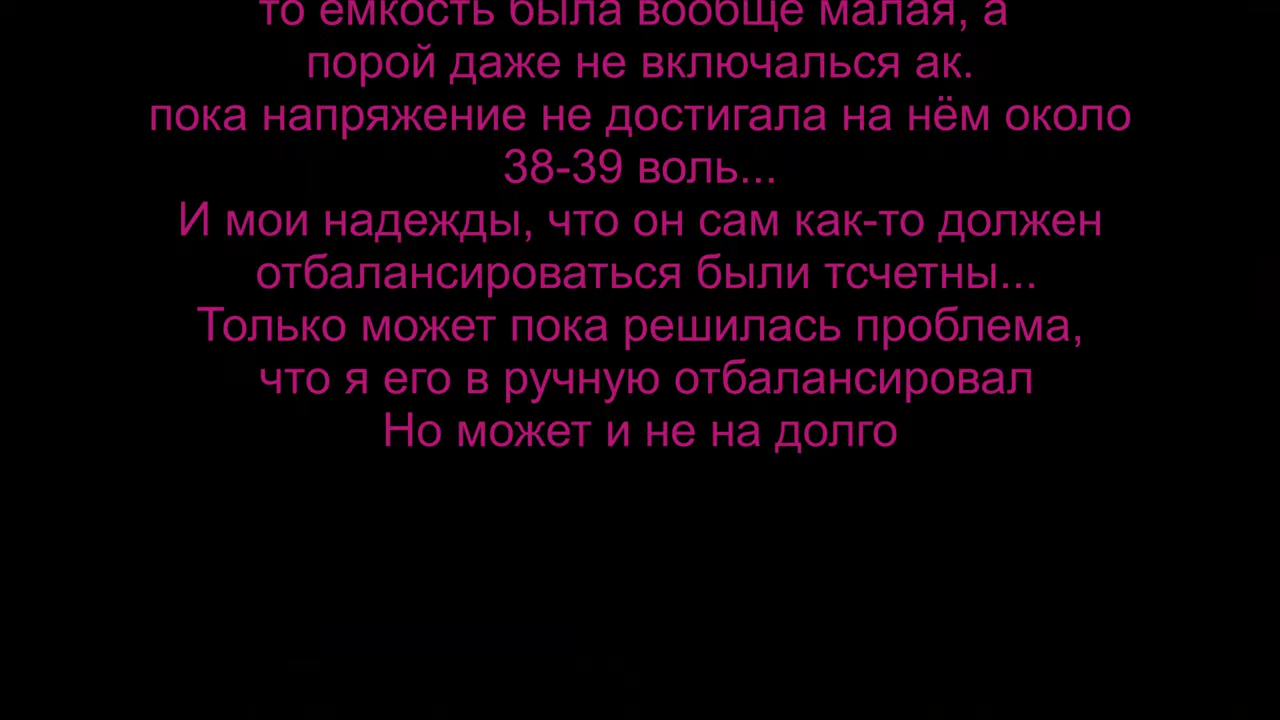 то емкость была вообще малая, а
порой даже не включалься ак.
пока напряжение не достигала на нём около
38-39 воль...
И мои надежды, что он сам как-то должен
отбалансироваться были тсчетны...
Только может пока решилась проблема,
что я его в ручную отбалансировал
Но может и не на долго